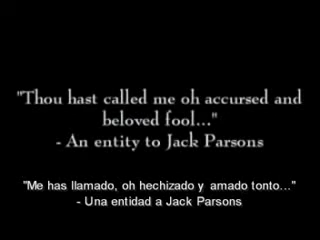 "Thou hast called me oh accursed and
beloved fool..."
- An entity to Jack Parsons
"Me has llamado, oh hechizado y amado tonto..."
- Una entidad a Jack Parsons